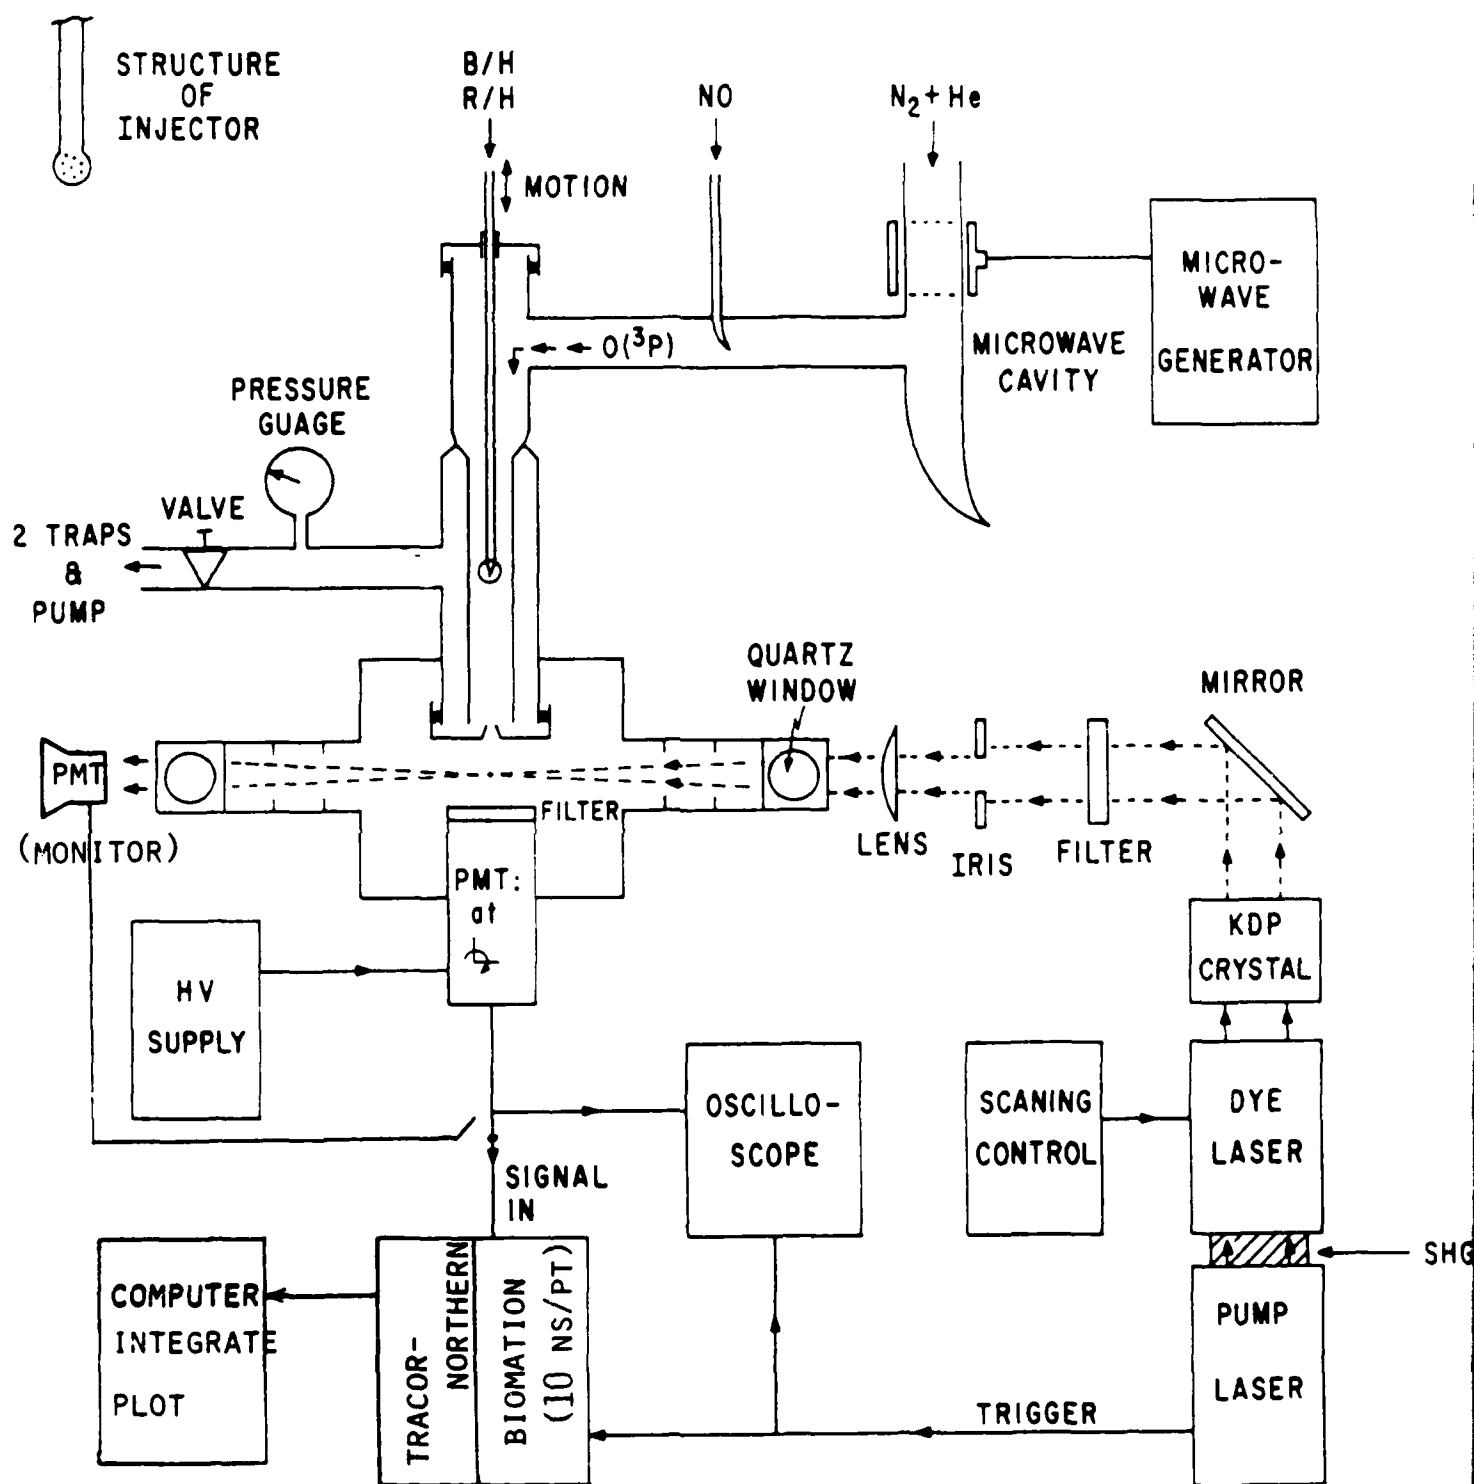 STRUCTURE
OF
INJECTOR
B/H
R/H
NO
N₂ + He
MOTION
MICRO-
WAVE
GENERATOR
O(³P)
MICROWAVE
CAVITY
PRESSURE
GUAGE
VALVE
2 TRAPS
&
PUMP
QUARTZ
WINDOW
MIRROR
PMT
(MONITOR)
FILTER
LENS
IRIS
FILTER
PMT:
at
KDP
CRYSTAL
HV
SUPPLY
OSCILLO-
SCOPE
SCANING
CONTROL
DYE
LASER
SIGNAL
IN
SHG
COMPUTER
INTEGRATE
PLOT
TRACOR-
NORTHERN
BIOMATION
(10 NS/PT)
TRIGGER
PUMP
LASER